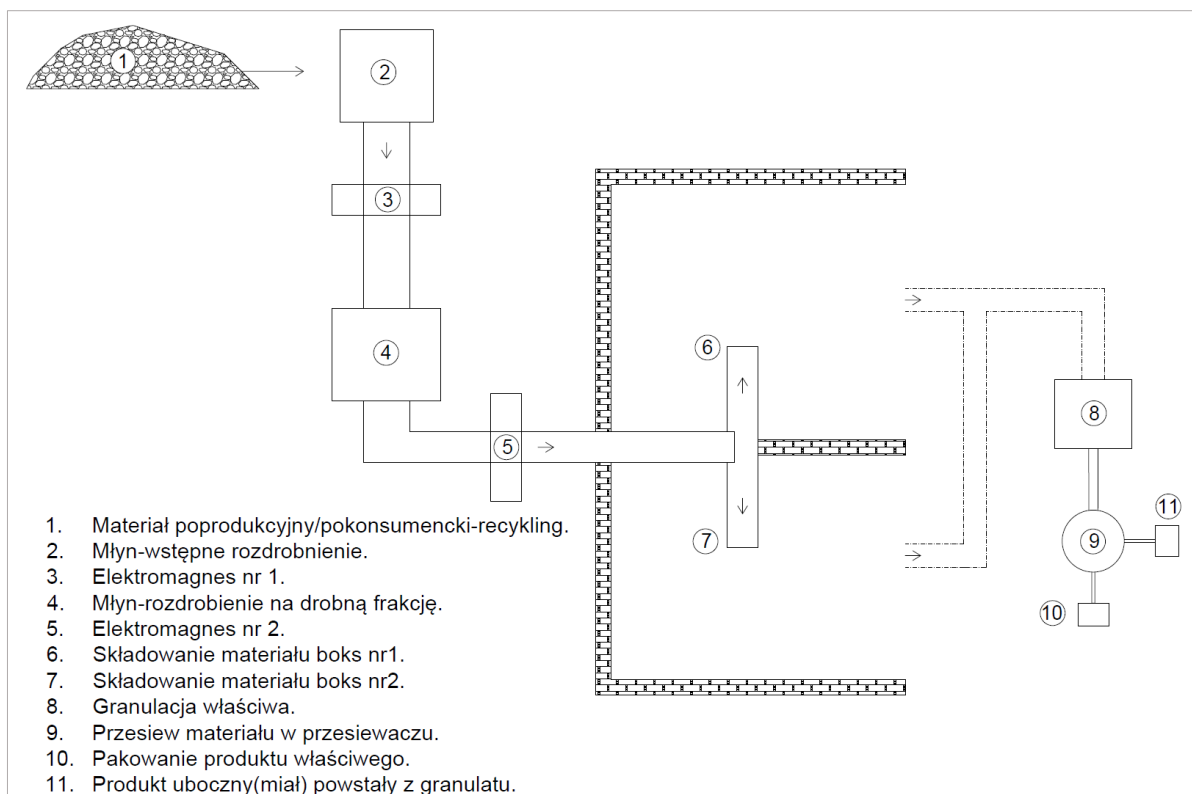 1
2
3
4
5
6
7
8
9
10
11
1. Materiał poprodukcyjny/pokonsumencki-recykling.
2. Młyn-wstępne rozdrobnienie.
3. Elektromagnes nr 1.
4. Młyn-rozdrobienie na drobną frakcję.
5. Elektromagnes nr 2.
6. Składowanie materiału boks nr1.
7. Składowanie materiału boks nr2.
8. Granulacja właściwa.
9. Przesiew materiału w przesiewaczu.
10. Pakowanie produktu właściwego.
11. Produkt uboczny(miał) powstały z granulatu.